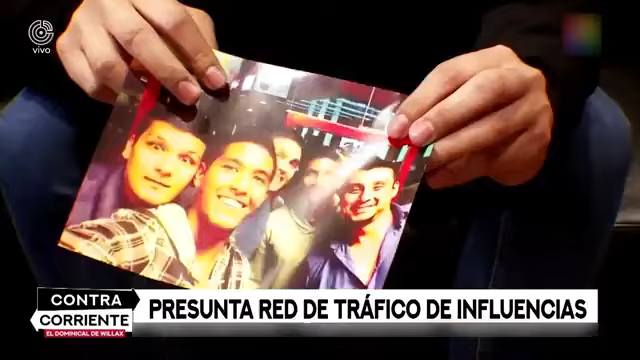 VIVO
CONTRA
CORRIENTE
EL DOMINICAL DE WILLAX
PRESUNTA RED DE TRÁFICO DE INFLUENCIAS